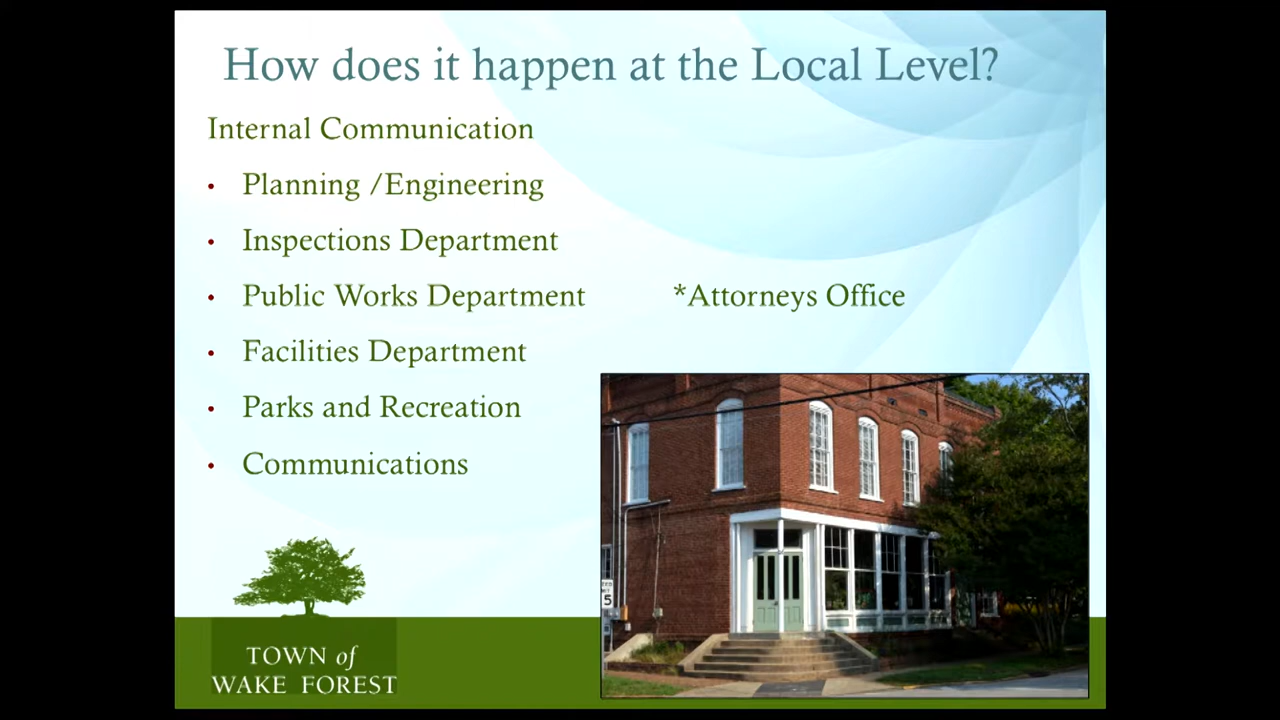 How does it happen at the Local Level?
Internal Communication
• Planning /Engineering
• Inspections Department
• Public Works Department
*Attorneys Office
• Facilities Department
• Parks and Recreation
• Communications
5
TOWN of
WAKE FOREST